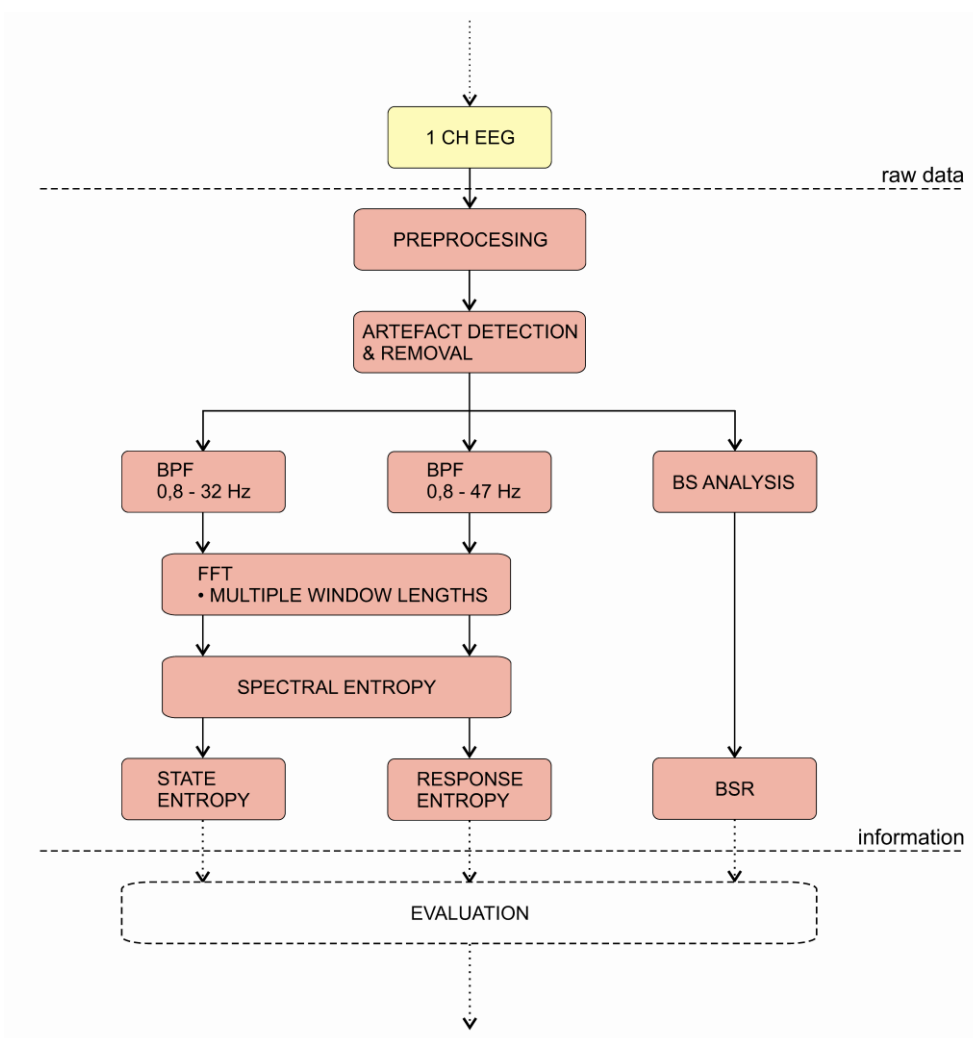 1 CH EEG
raw data
PREPROCESING
ARTEFACT DETECTION
& REMOVAL
BPF
0,8 - 32 Hz
BPF
0,8 - 47 Hz
BS ANALYSIS
FFT
• MULTIPLE WINDOW LENGTHS
SPECTRAL ENTROPY
STATE
ENTROPY
RESPONSE
ENTROPY
BSR
information
EVALUATION